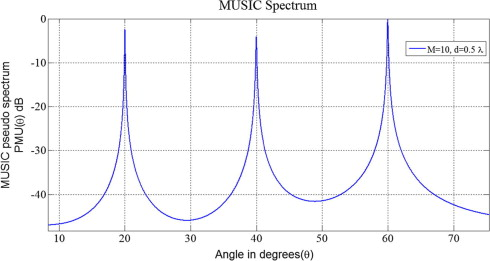 MUSIC Spectrum
0
-10
-20
-30
-40
MUSIC pseudo spectrum
PMU(θ) dB
M=10, d=0.5 λ
10 20 30 40 50 60 70
Angle in degrees(θ)